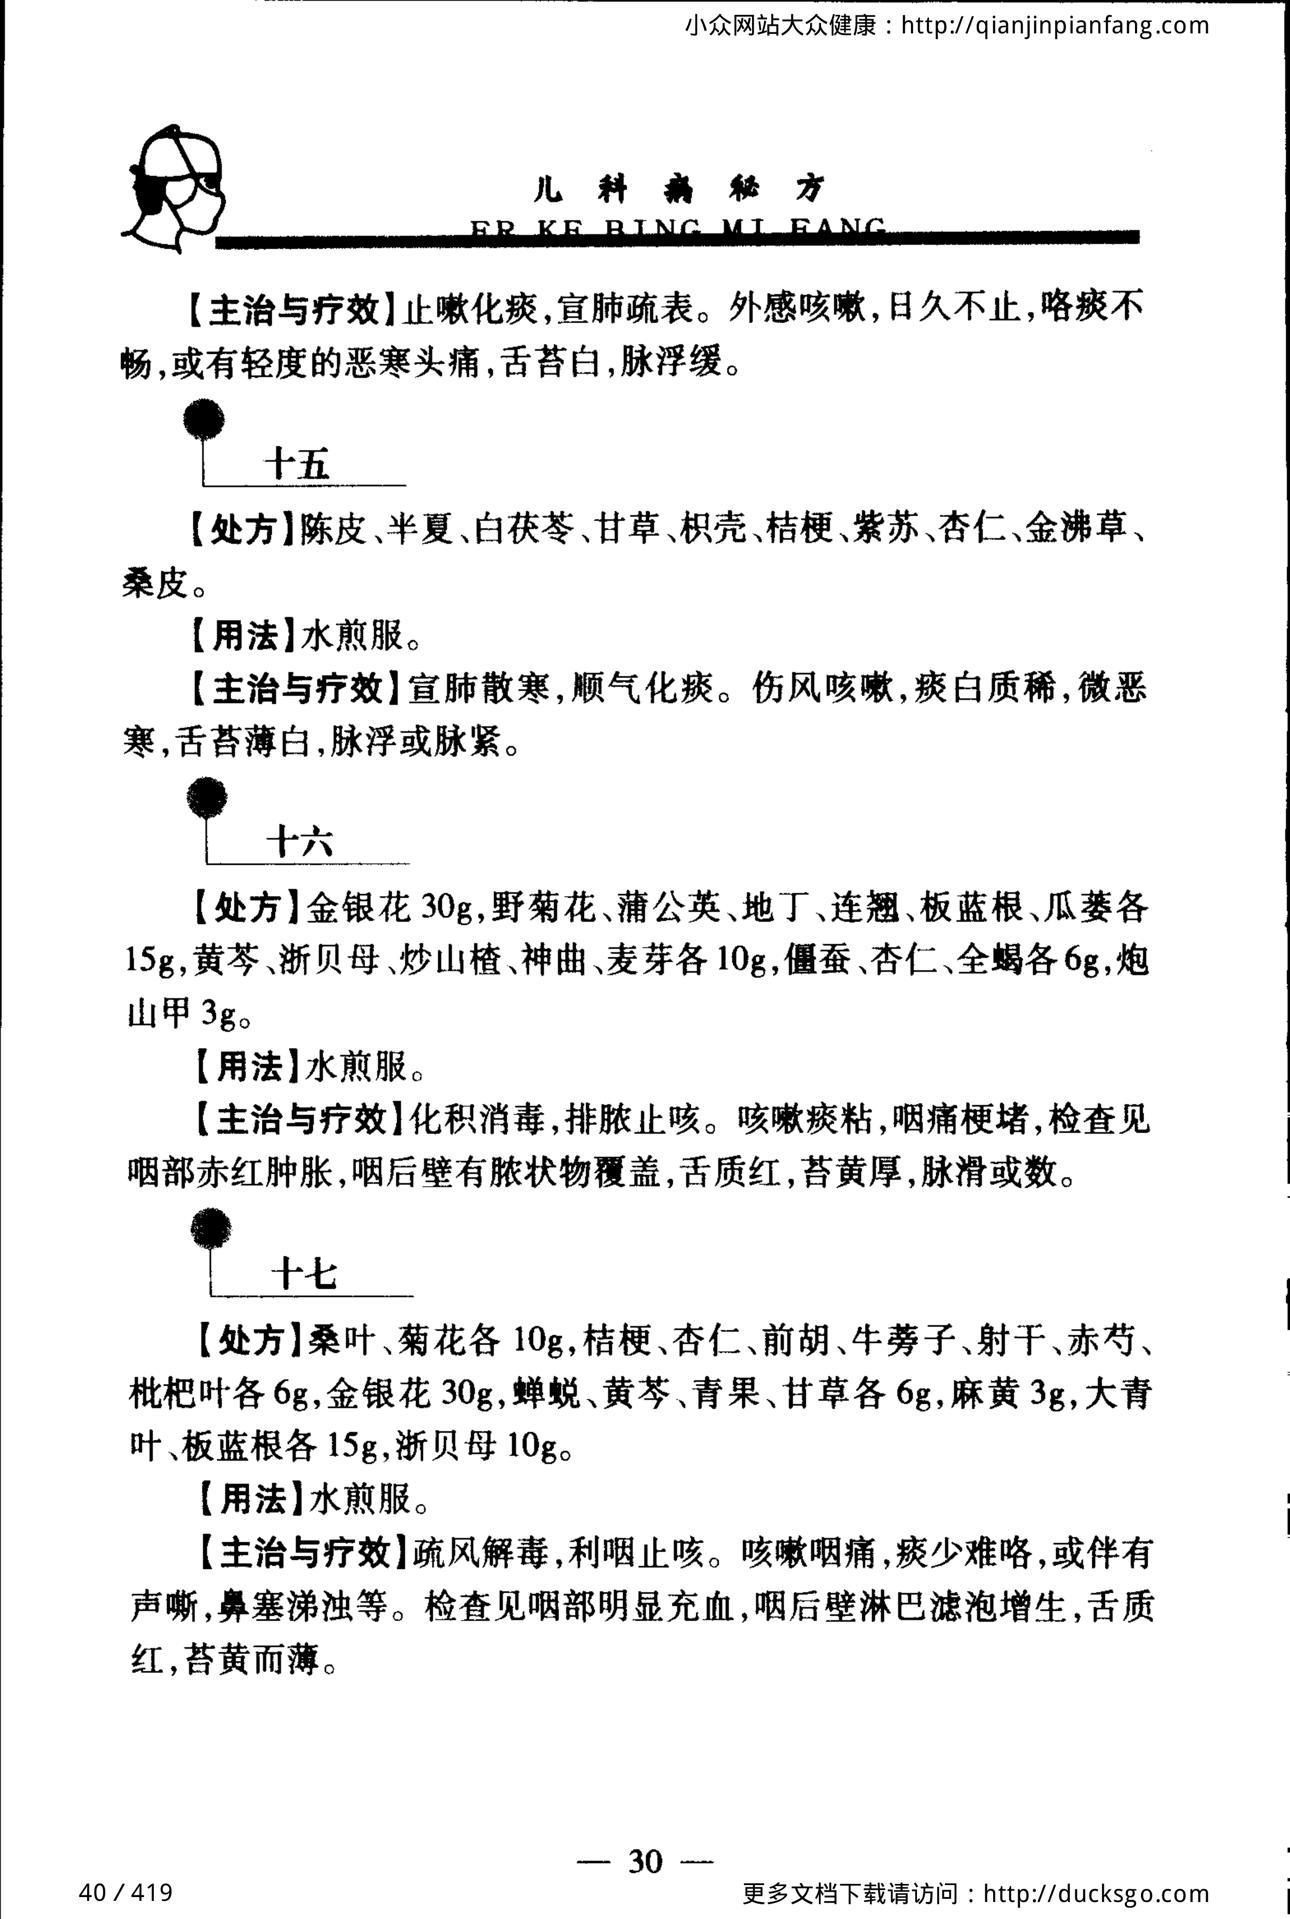 小众网站大众健康：http://qianjinpianfang.com
儿科病秘方
ER KE BING MI FANG
【主治与疗效】止嗽化痰，宣肺疏表。外感咳嗽，日久不止，咯痰不
畅，或有轻度的恶寒头痛，舌苔白，脉浮缓。
十五
【处方】陈皮、半夏、白茯苓、甘草、枳壳、桔梗、紫苏、杏仁、金沸草、
桑皮。
【用法】水煎服。
【主治与疗效】宣肺散寒，顺气化痰。伤风咳嗽，痰白质稀，微恶
寒，舌苔薄白，脉浮或脉紧。
十六
【处方】金银花 30g，野菊花、蒲公英、地丁、连翘、板蓝根、瓜蒌各
15g，黄芩、浙贝母、炒山楂、神曲、麦芽各 10g，僵蚕、杏仁、全蝎各 6g，炮
山甲 3g。
【用法】水煎服。
【主治与疗效】化积消毒，排脓止咳。咳嗽痰粘，咽痛梗堵，检查见
咽部赤红肿胀，咽后壁有脓状物覆盖，舌质红，苔黄厚，脉滑或数。
十七
【处方】桑叶、菊花各 10g，桔梗、杏仁、前胡、牛蒡子、射干、赤芍、
枇杷叶各 6g，金银花 30g，蝉蜕、黄芩、青果、甘草各 6g，麻黄 3g，大青
叶、板蓝根各 15g，浙贝母 10g。
【用法】水煎服。
【主治与疗效】疏风解毒，利咽止咳。咳嗽咽痛，痰少难咯，或伴有
声嘶，鼻塞涕浊等。检查见咽部明显充血，咽后壁淋巴滤泡增生，舌质
红，苔黄而薄。
— 30 —
40 / 419
更多文档下载请访问：http://ducksgo.com